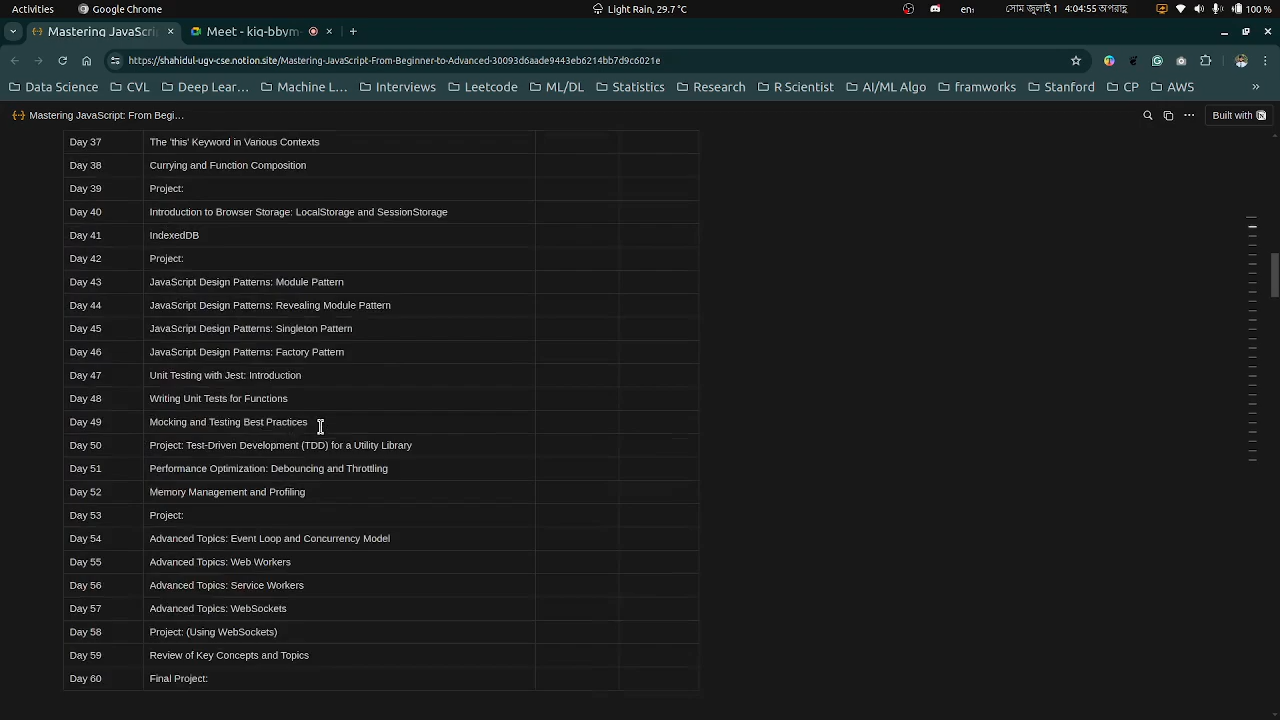 Activities Google Chrome Light Rain, 29.7 °C en₁ সোম জুলাই 1 4:04:55 অপরাহ্ণ 100 %
Mastering JavaScri × Meet - kiq-bbym- × +
https://shahidul-ugv-cse.notion.site/Mastering-JavaScript-From-Beginner-to-Advanced-30093d6aade9443eb6214bb7d9c6021e
Data Science CVL Deep Lear... Machine L... Interviews Leetcode ML/DL Statistics Research R Scientist AI/ML Algo framworks Stanford CP AWS »
Mastering JavaScript: From Begi... Built with
Day 37 The 'this' Keyword in Various Contexts
Day 38 Currying and Function Composition
Day 39 Project:
Day 40 Introduction to Browser Storage: LocalStorage and SessionStorage
Day 41 IndexedDB
Day 42 Project:
Day 43 JavaScript Design Patterns: Module Pattern
Day 44 JavaScript Design Patterns: Revealing Module Pattern
Day 45 JavaScript Design Patterns: Singleton Pattern
Day 46 JavaScript Design Patterns: Factory Pattern
Day 47 Unit Testing with Jest: Introduction
Day 48 Writing Unit Tests for Functions
Day 49 Mocking and Testing Best Practices
Day 50 Project: Test-Driven Development (TDD) for a Utility Library
Day 51 Performance Optimization: Debouncing and Throttling
Day 52 Memory Management and Profiling
Day 53 Project:
Day 54 Advanced Topics: Event Loop and Concurrency Model
Day 55 Advanced Topics: Web Workers
Day 56 Advanced Topics: Service Workers
Day 57 Advanced Topics: WebSockets
Day 58 Project: (Using WebSockets)
Day 59 Review of Key Concepts and Topics
Day 60 Final Project: